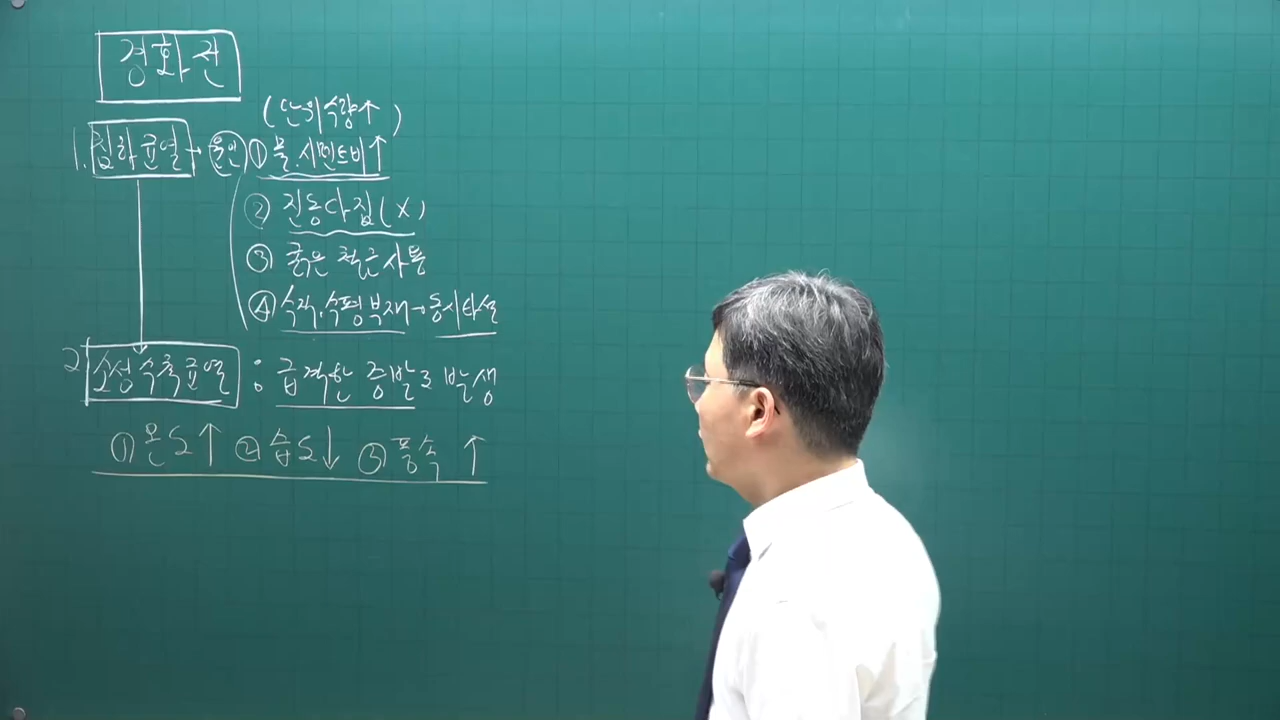 경화전
(단위수량↑)
1. 침하균열 → 원인 ① 물·시멘트비↑
② 진동다짐(X)
③ 굵은 철근 사용
④ 수직·수평부재→동시타설
2. 소성수축균열 : 급격한 증발로 발생
① 온도↑ ② 습도↓ ③ 풍속↑